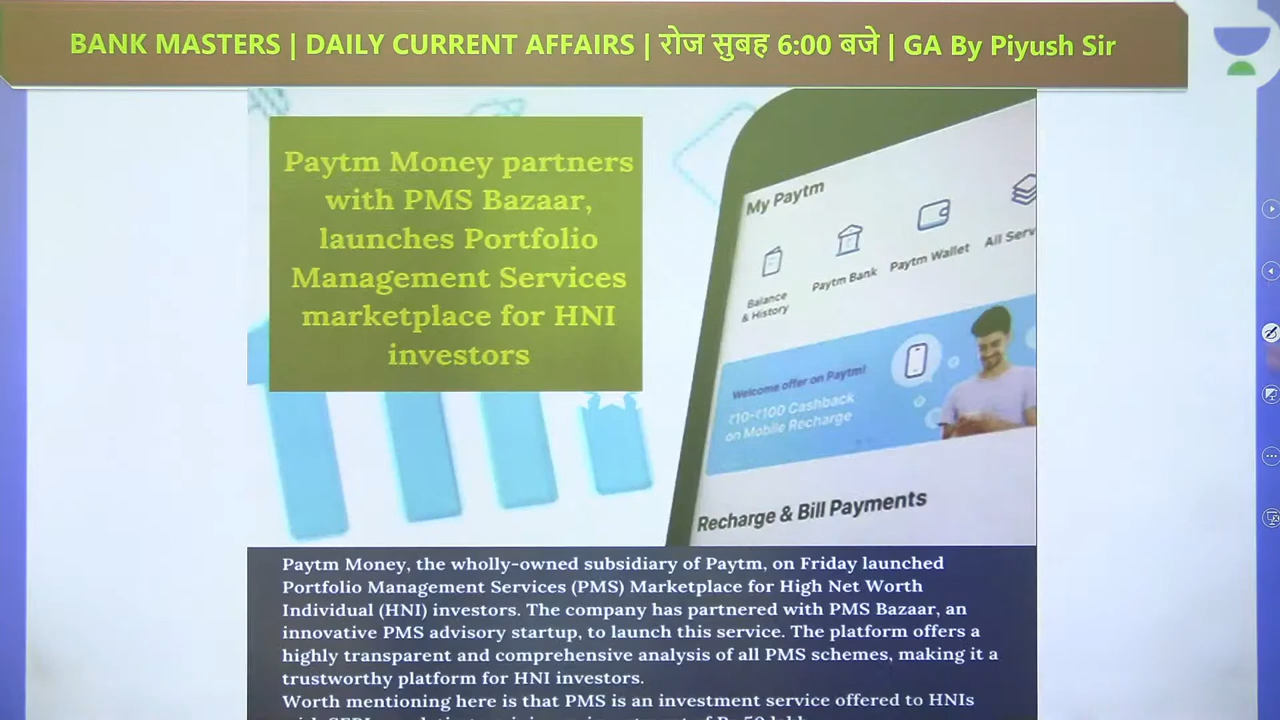 BANK MASTERS | DAILY CURRENT AFFAIRS | रोज सुबह 6:00 बजे | GA By Piyush Sir
Paytm Money partners
with PMS Bazaar,
launches Portfolio
Management Services
marketplace for HNI
investors
My Paytm
Balance
& History
Paytm Bank
Paytm Wallet
All Serv
Welcome offer on Paytm!
₹10-₹100 Cashback
on Mobile Recharge
Recharge & Bill Payments
Paytm Money, the wholly-owned subsidiary of Paytm, on Friday launched
Portfolio Management Services (PMS) Marketplace for High Net Worth
Individual (HNI) investors. The company has partnered with PMS Bazaar, an
innovative PMS advisory startup, to launch this service. The platform offers a
highly transparent and comprehensive analysis of all PMS schemes, making it a
trustworthy platform for HNI investors.
Worth mentioning here is that PMS is an investment service offered to HNIs